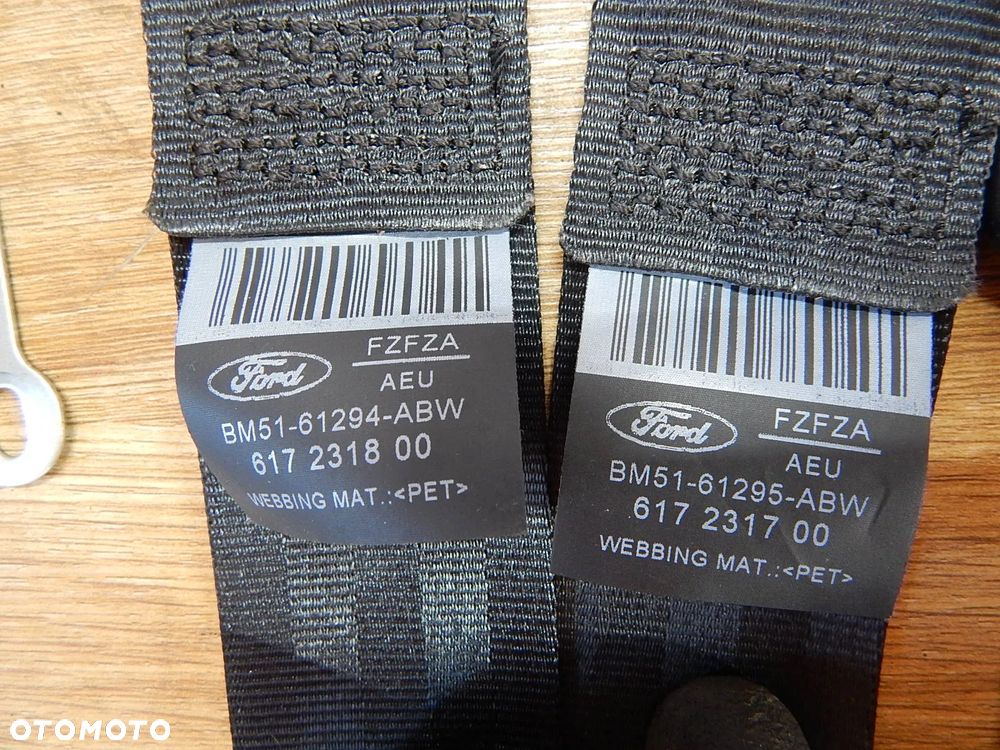 Ford
FZFZA
AEU
BM51-61294-ABW
617 2318 00
WEBBING MAT.:<PET>
Ford
FZFZA
AEU
BM51-61295-ABW
617 2317 00
WEBBING MAT.:<PET>
OTOMOTO